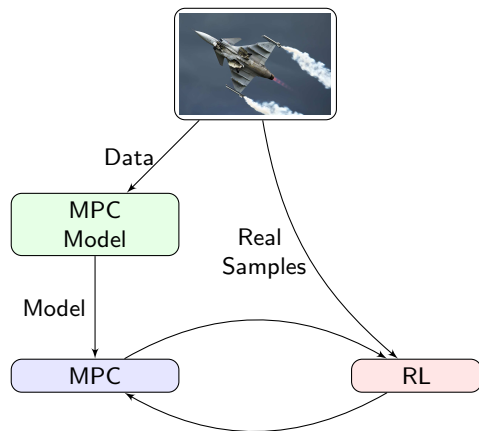 Data
MPC
Model
Real
Samples
Model
MPC
RL